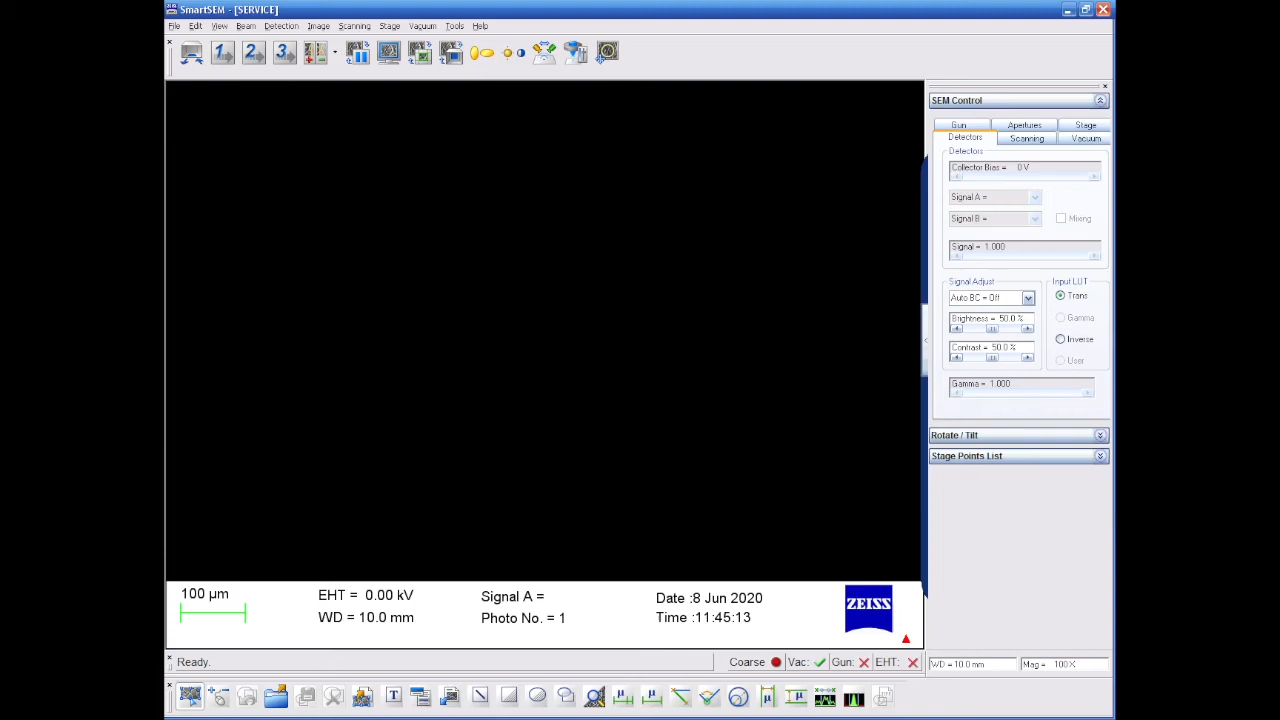 SmartSEM - [SERVICE]
File Edit View Beam Detection Image Scanning Stage Vacuum Tools Help
1 2 3
SEM Control
Gun Apertures Stage
Detectors Scanning Vacuum
Detectors
Collector Bias = 0 V
Signal A =
Signal B = Mixing
Signal = 1.000
Signal Adjust Input LUT
Auto BC = Off Trans
Brightness = 50.0 % Gamma
Inverse
Contrast = 50.0 %
User
Gamma = 1.000
Rotate / Tilt
Stage Points List
100 µm EHT = 0.00 kV Signal A = Date :8 Jun 2020 ZEISS
WD = 10.0 mm Photo No. = 1 Time :11:45:13
Ready. Coarse Vac: Gun: EHT: WD = 10.0 mm Mag = 100 X
T µ µ µ µ